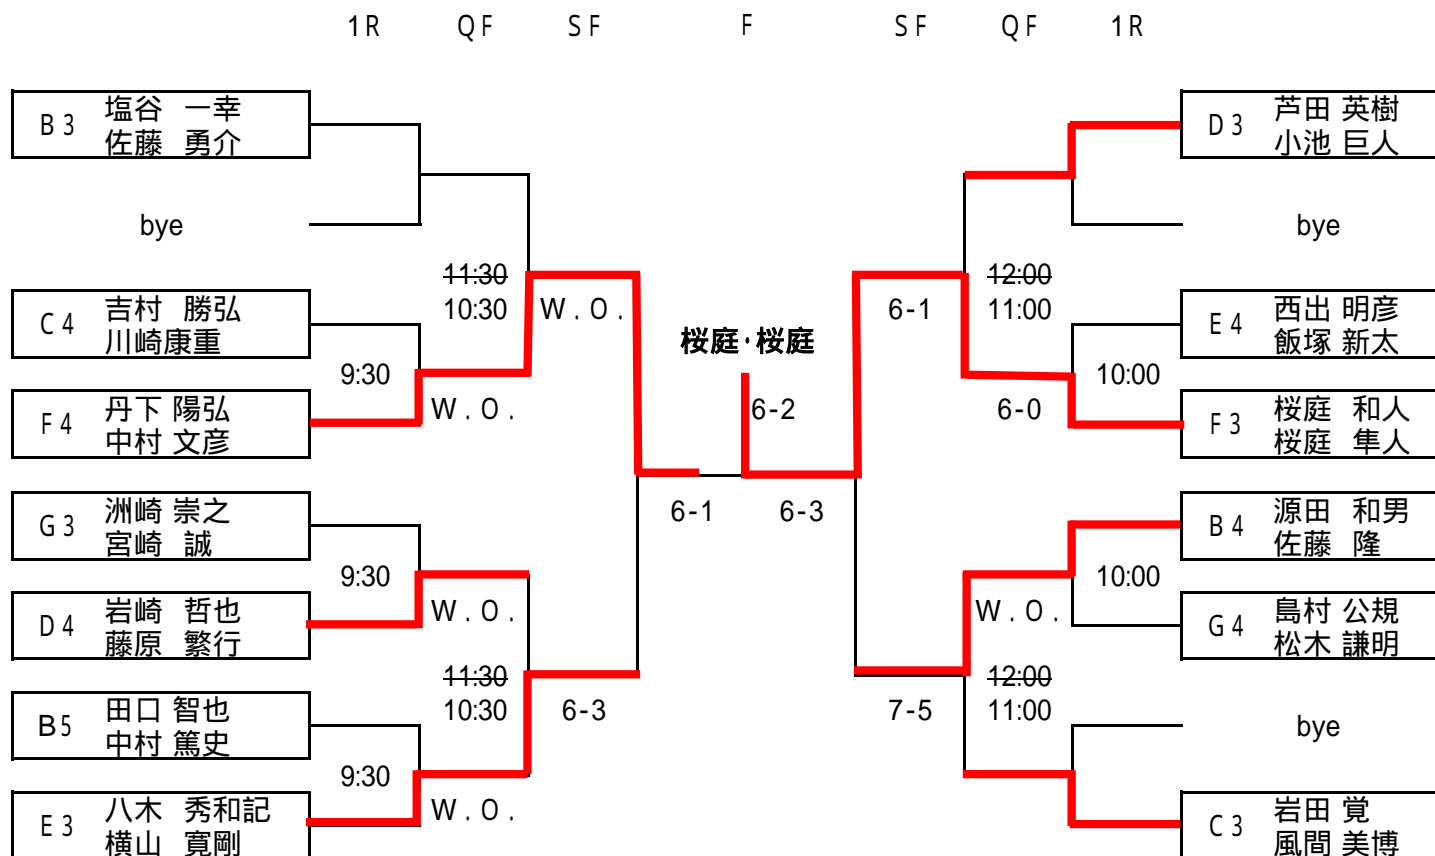 1R QF SF F SF QF 1R
B3 塩谷 一幸
佐藤 勇介
bye
C4 吉村 勝弘
川崎康重
F4 丹下 陽弘
中村 文彦
G3 洲崎 崇之
宮崎 誠
D4 岩崎 哲也
藤原 繁行
B5 田口 智也
中村 篤史
E3 八木 秀和記
横山 寛剛
9:30
9:30
9:30
11:30
10:30
W.O.
W.O.
11:30
10:30
W.O.
W.O.
6-3
6-1
桜庭・桜庭
6-2
6-3
6-1
7-5
12:00
11:00
6-0
W.O.
12:00
11:00
10:00
10:00
D3 芦田 英樹
小池 巨人
bye
E4 西出 明彦
飯塚 新太
F3 桜庭 和人
桜庭 隼人
B4 源田 和男
佐藤 隆
G4 島村 公規
松木 謙明
bye
C3 岩田 覚
風間 美博